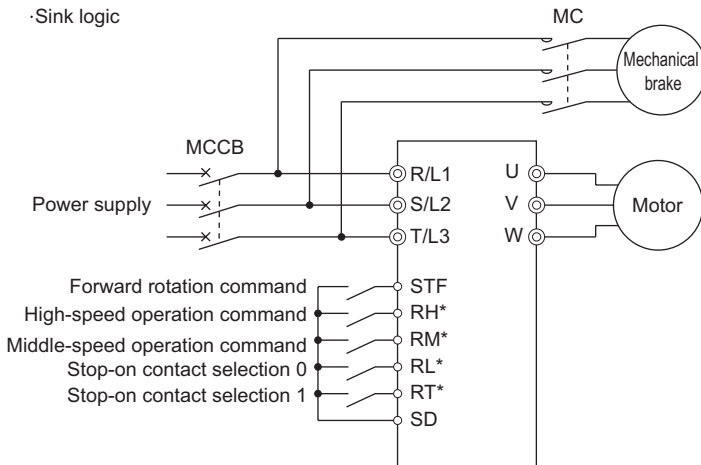 ·Sink logic
MC
Mechanical
brake
MCCB
R/L1
U
Power supply
S/L2
V
Motor
T/L3
W
Forward rotation command
STF
High-speed operation command
RH*
Middle-speed operation command
RM*
Stop-on contact selection 0
RL*
Stop-on contact selection 1
RT*
SD